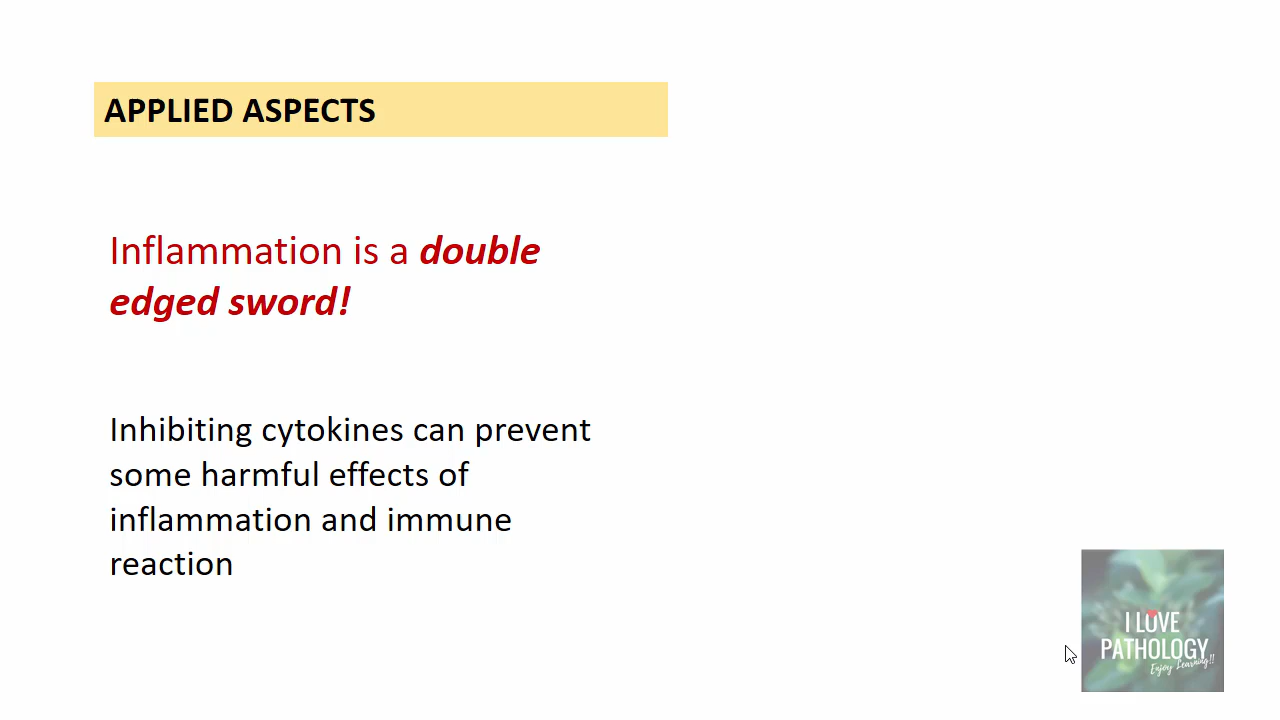 APPLIED ASPECTS
Inflammation is a double
edged sword!
Inhibiting cytokines can prevent
some harmful effects of
inflammation and immune
reaction
I LOVE
PATHOLOGY
Enjoy Learning!!